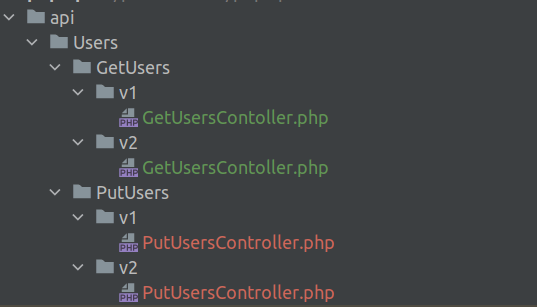 api
Users
GetUsers
v1
PHP GetUsersContoller.php
v2
PHP GetUsersContoller.php
PutUsers
v1
PHP PutUsersController.php
v2
PHP PutUsersController.php